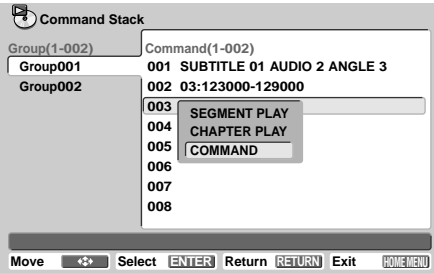 Command Stack
Group(1-002) Command(1-002)
Group001 001 SUBTITLE 01 AUDIO 2 ANGLE 3
Group002 002 03:123000-129000
003
SEGMENT PLAY
004
CHAPTER PLAY
005
COMMAND
006
007
008
Move Select ENTER Return RETURN Exit HOME MENU